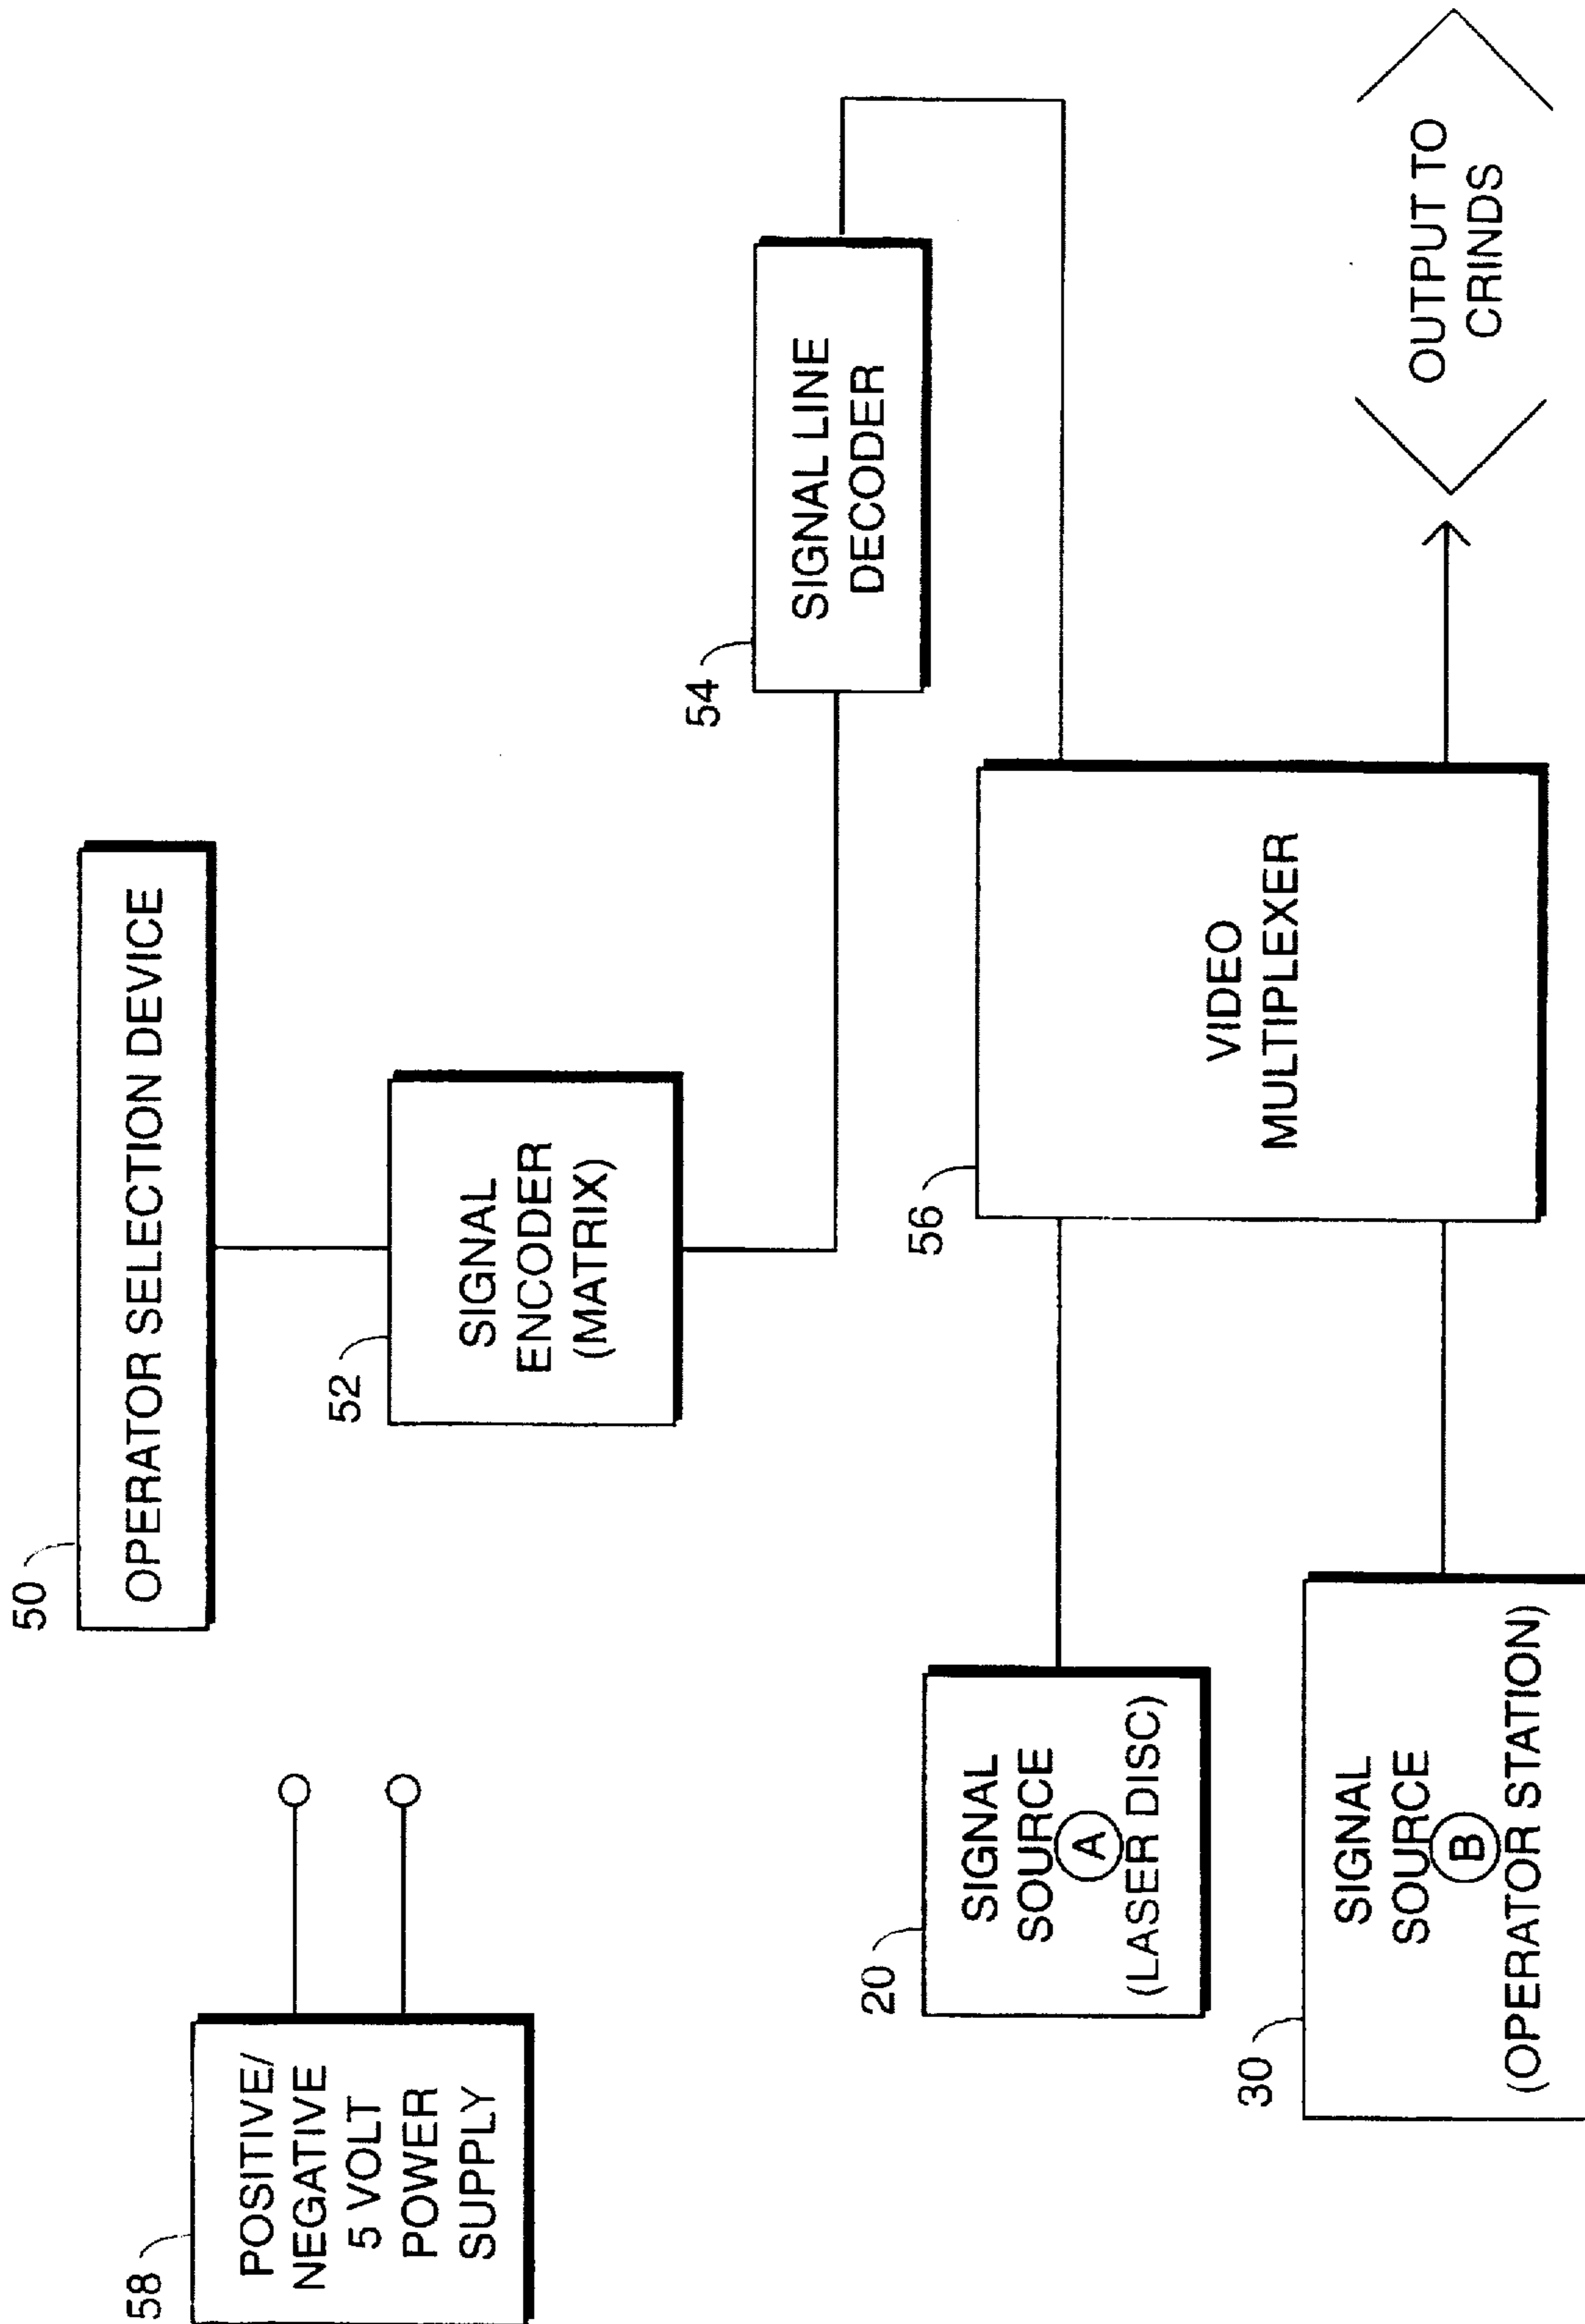 50
OPERATOR SELECTION DEVICE
58
POSITIVE/
NEGATIVE
5 VOLT
POWER
SUPPLY
52
SIGNAL
ENCODER
(MATRIX)
54
SIGNAL LINE
DECODER
20
SIGNAL
SOURCE
A
(LASER DISC)
56
VIDEO
MULTIPLEXER
30
SIGNAL
SOURCE
B
(OPERATOR STATION)
OUTPUT TO
CRINDS